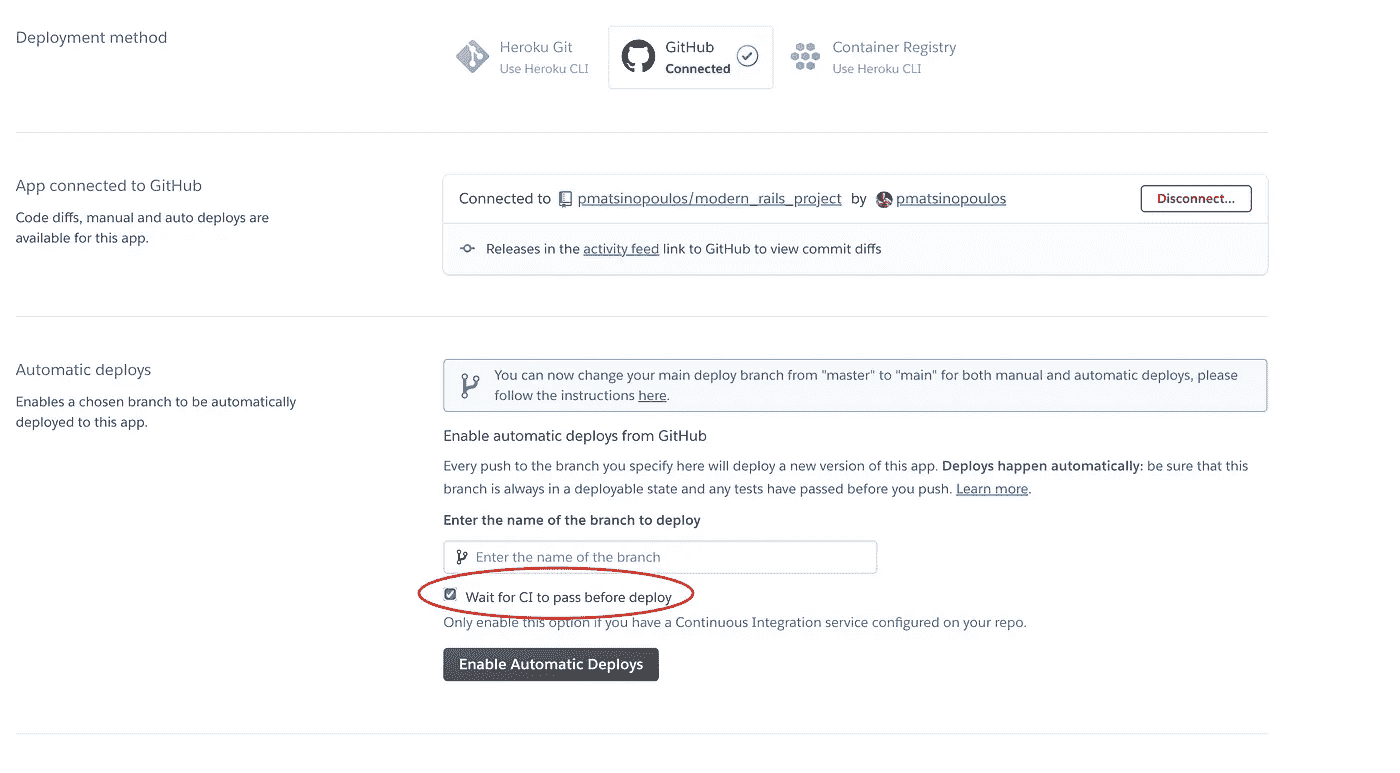 Deployment method
Heroku Git
Use Heroku CLI
GitHub
Connected
Container Registry
Use Heroku CLI
App connected to GitHub
Code diffs, manual and auto deploys are
available for this app.
Connected to pmatsinopoulos/modern_rails_project by pmatsinopoulos
Disconnect...
Releases in the activity feed link to GitHub to view commit diffs
Automatic deploys
Enables a chosen branch to be automatically
deployed to this app.
You can now change your main deploy branch from "master" to "main" for both manual and automatic deploys, please
follow the instructions here.
Enable automatic deploys from GitHub
Every push to the branch you specify here will deploy a new version of this app. Deploys happen automatically: be sure that this
branch is always in a deployable state and any tests have passed before you push. Learn more.
Enter the name of the branch to deploy
Enter the name of the branch
Wait for CI to pass before deploy
Only enable this option if you have a Continuous Integration service configured on your repo.
Enable Automatic Deploys